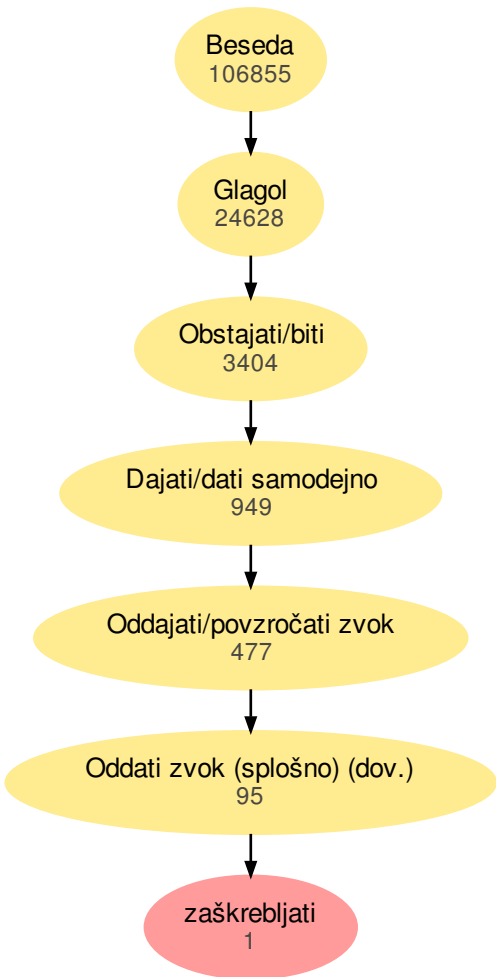 Beseda
106855
Glagol
24628
Obstajati/biti
3404
Dajati/dati samodejno
949
Oddajati/povzročati zvok
477
Oddati zvok (splošno) (dov.)
95
zaškrebljati
1